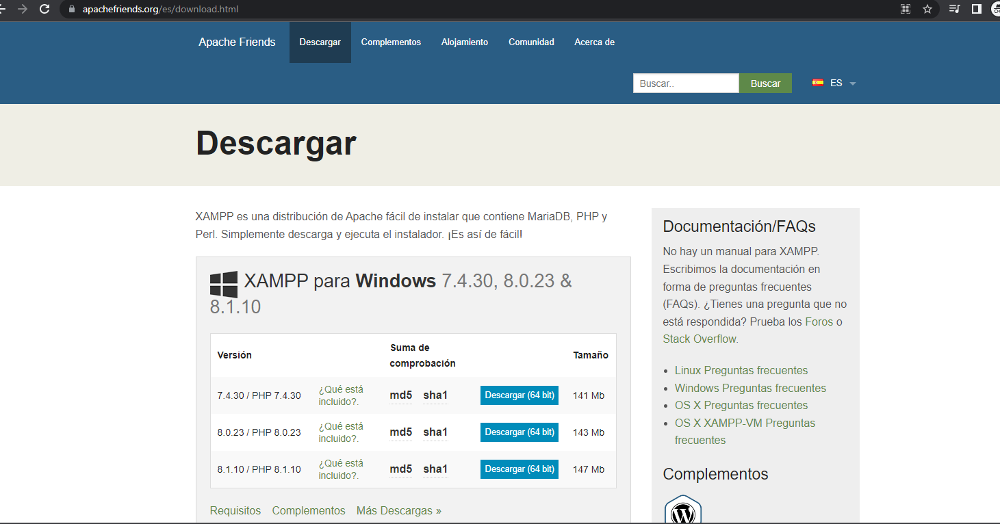 apachefriends.org/es/download.html
Apache Friends Descargar Complementos Alojamiento Comunidad Acerca de
Buscar.. Buscar ES
Descargar
XAMPP es una distribución de Apache fácil de instalar que contiene MariaDB, PHP y
Perl. Simplemente descarga y ejecuta el instalador. ¡Es así de fácil!
XAMPP para Windows 7.4.30, 8.0.23 &
8.1.10
Versión Suma de
comprobación Tamaño
7.4.30 / PHP 7.4.30 ¿Qué está
incluido?. md5 sha1 Descargar (64 bit) 141 Mb
8.0.23 / PHP 8.0.23 ¿Qué está
incluido?. md5 sha1 Descargar (64 bit) 143 Mb
8.1.10 / PHP 8.1.10 ¿Qué está
incluido?. md5 sha1 Descargar (64 bit) 147 Mb
Requisitos Complementos Más Descargas »
Documentación/FAQs
No hay un manual para XAMPP.
Escribimos la documentación en
forma de preguntas frecuentes
(FAQs). ¿Tienes una pregunta que no
está respondida? Prueba los Foros o
Stack Overflow.
• Linux Preguntas frecuentes
• Windows Preguntas frecuentes
• OS X Preguntas frecuentes
• OS X XAMPP-VM Preguntas
frecuentes
Complementos